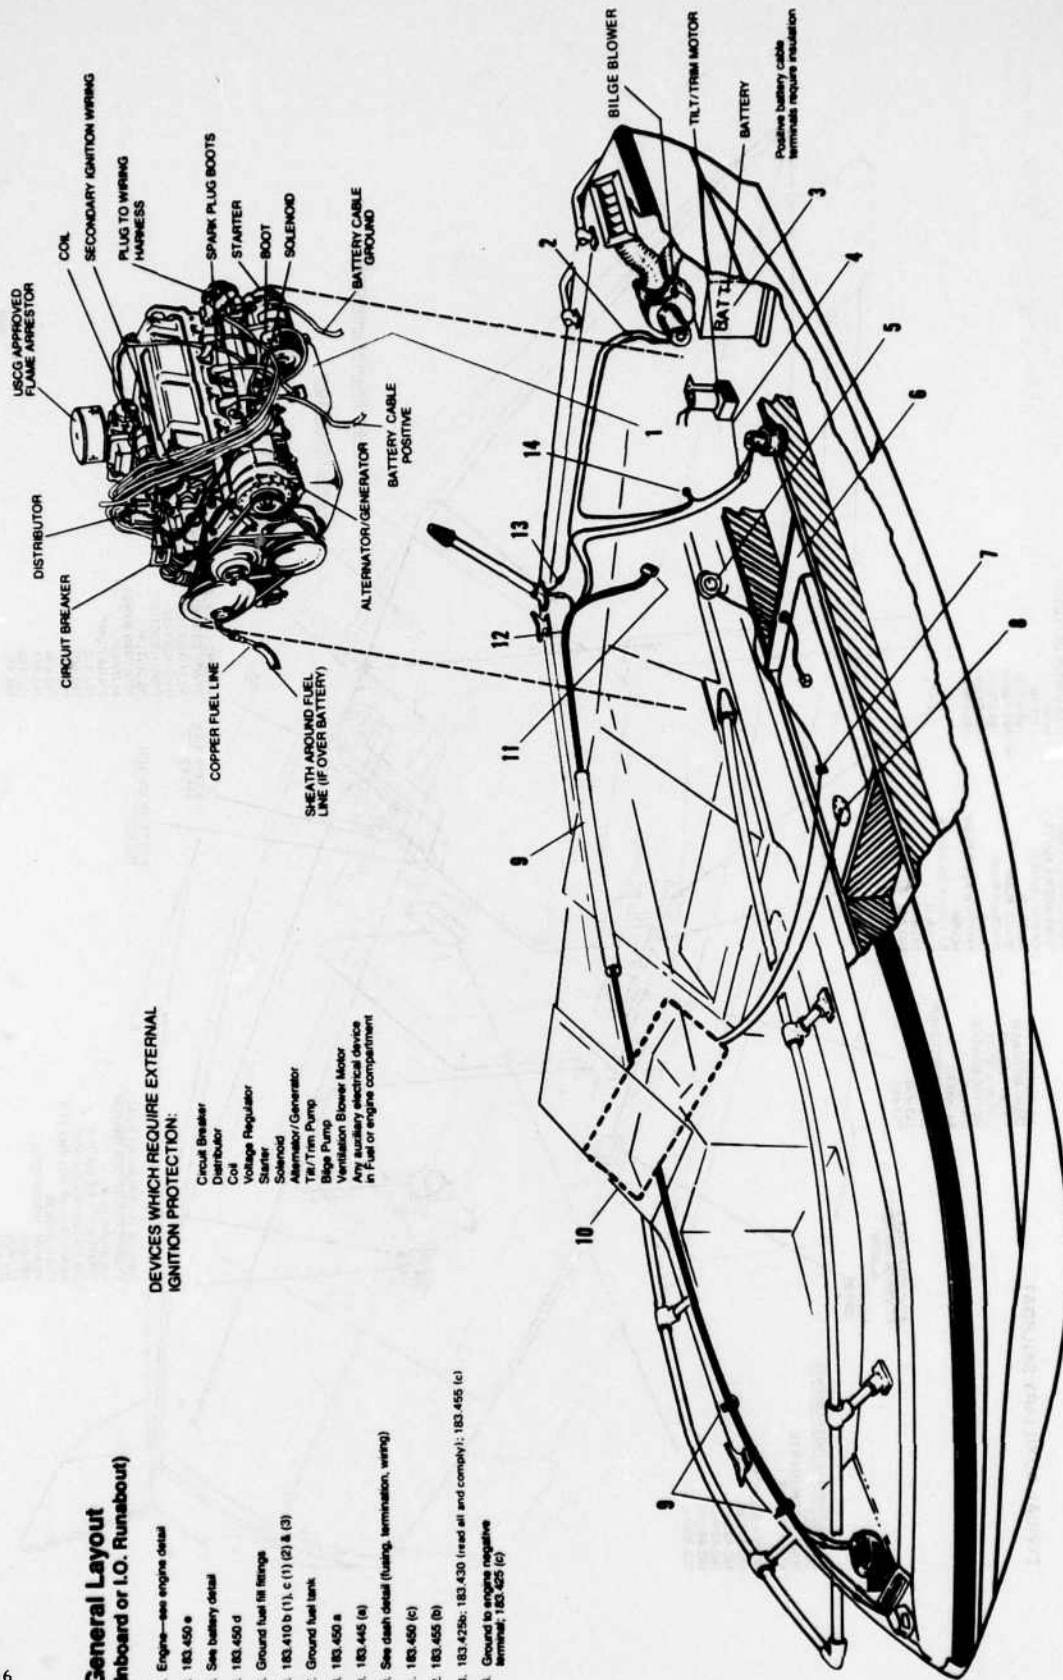 6
General Layout
nboard or I.O. Runabout)
. Engine—see engine detail
. 183.450 e
. See battery detail
. 183.450 d
. Ground fuel fill fittings
. 183.410 b (1), c (1) (2) & (3)
. Ground fuel tank
. 183.450 a
. 183.445 (a)
. See dash detail (fusing, termination, wiring)
. 183.450 (c)
. 183.455 (b)
. 183.425b; 183.430 (read all and comply); 183.455 (c)
. Ground to engine negative
terminal; 183.425 (c)
DEVICES WHICH REQUIRE EXTERNAL
IGNITION PROTECTION:
Circuit Breaker
Distributor
Coil
Voltage Regulator
Starter
Solenoid
Alternator/Generator
Tilt/Trim Pump
Bilge Pump
Ventilation Blower Motor
Any auxiliary electrical device
in Fuel or engine compartment
USCG APPROVED
FLAME ARRESTOR
COIL
SECONDARY IGNITION WIRING
PLUG TO WIRING
HARNESS
SPARK PLUG BOOTS
STARTER
BOOT
SOLENOID
BATTERY CABLE
GROUND
BATTERY CABLE
POSITIVE
ALTERNATOR/GENERATOR
DISTRIBUTOR
CIRCUIT BREAKER
COPPER FUEL LINE
SHEATH AROUND FUEL
LINE (IF OVER BATTERY)
BILGE BLOWER
TILT/TRIM MOTOR
BATTERY
Positive battery cable
terminals require insulation
BATT
1
2
3
4
5
6
7
8
9
9
10
11
12
13
14